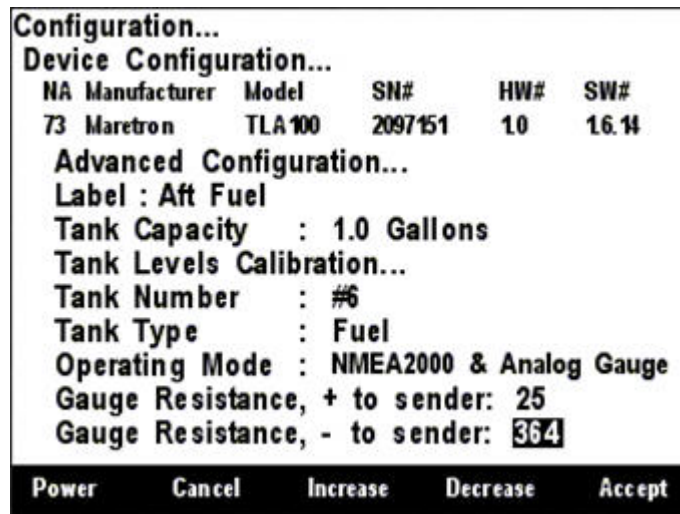 Configuration...
Device Configuration...
NA Manufacturer Model SN# HW# SW#
73 Maretron TLA100 2097151 1.0 1.6.14
Advanced Configuration...
Label : Aft Fuel
Tank Capacity : 1.0 Gallons
Tank Levels Calibration...
Tank Number : #6
Tank Type : Fuel
Operating Mode : NMEA2000 & Analog Gauge
Gauge Resistance, + to sender: 25
Gauge Resistance, - to sender: 364
Power Cancel Increase Decrease Accept